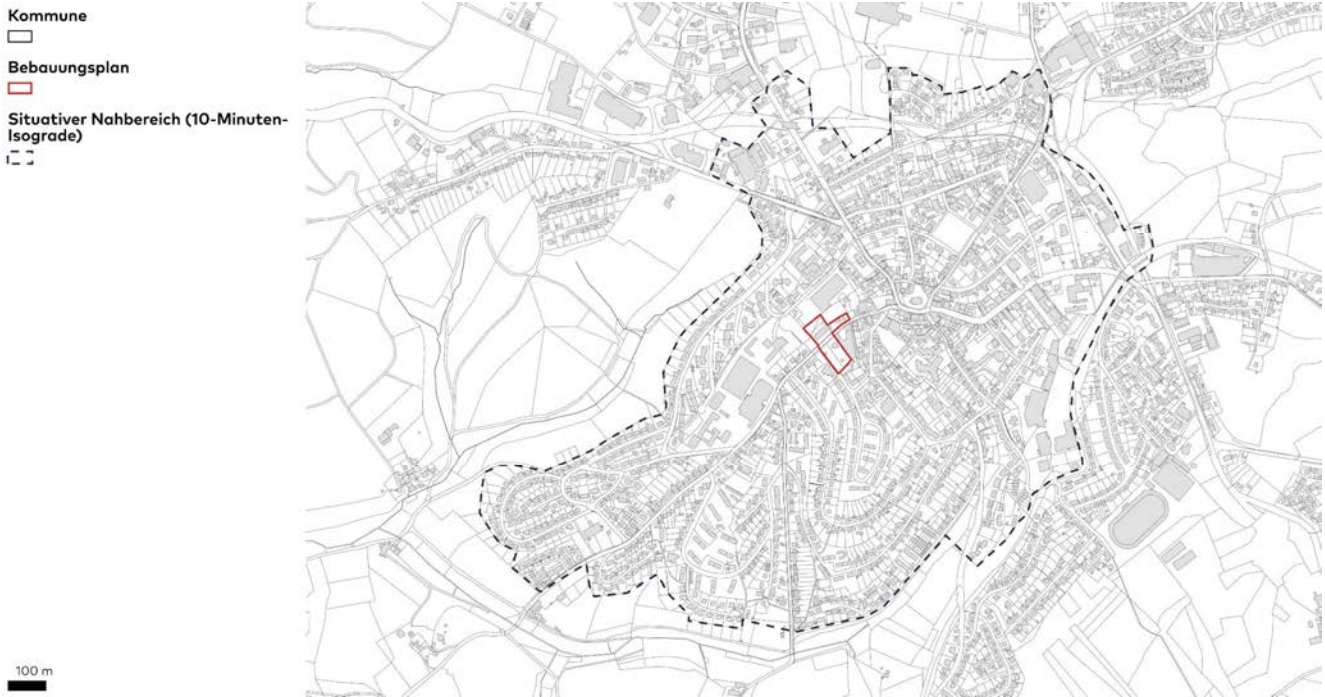 Kommune
Bebauungsplan
Situativer Nahbereich (10-Minuten-
Isograde)
100 m